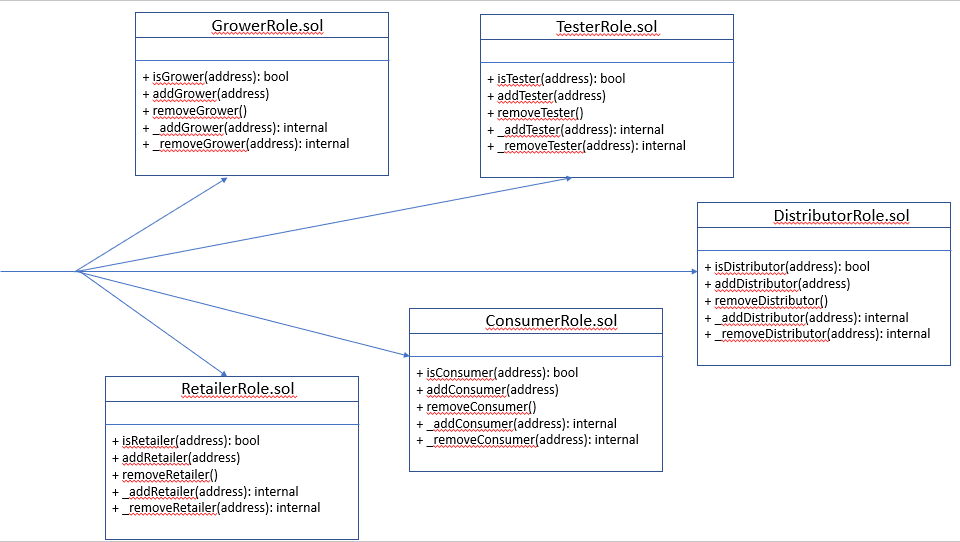 GrowerRole.sol
+ isGrower(address): bool
+ addGrower(address)
+ removeGrower()
+ _addGrower(address): internal
+ _removeGrower(address): internal
TesterRole.sol
+ isTester(address): bool
+ addTester(address)
+ removeTester()
+ _addTester(address): internal
+ _removeTester(address): internal
DistributorRole.sol
+ isDistributor(address): bool
+ addDistributor(address)
+ removeDistributor()
+ _addDistributor(address): internal
+ _removeDistributor(address): internal
ConsumerRole.sol
+ isConsumer(address): bool
+ addConsumer(address)
+ removeConsumer()
+ _addConsumer(address): internal
+ _removeConsumer(address): internal
RetailerRole.sol
+ isRetailer(address): bool
+ addRetailer(address)
+ removeRetailer()
+ _addRetailer(address): internal
+ _removeRetailer(address): internal